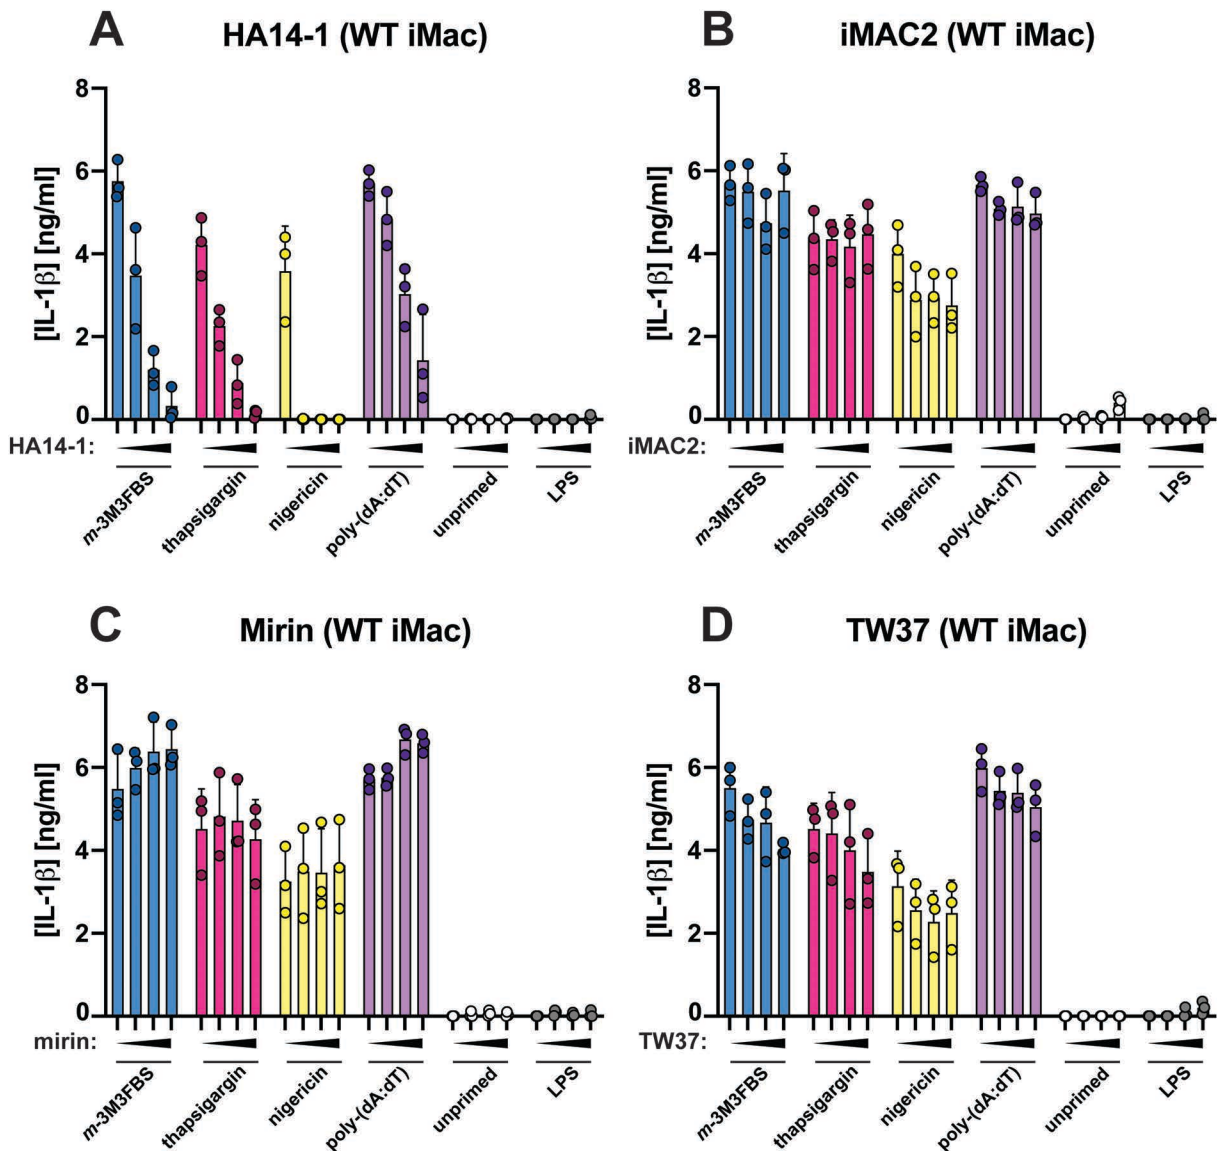 A
HA14-1 (WT iMac)
[IL-1β] [ng/ml]
8
6
4
2
0
HA14-1:
m-3M3FBS
thapsigargin
nigericin
poly-(dA:dT)
unprimed
LPS
B
iMAC2 (WT iMac)
[IL-1β] [ng/ml]
8
6
4
2
0
iMAC2:
m-3M3FBS
thapsigargin
nigericin
poly-(dA:dT)
unprimed
LPS
C
Mirin (WT iMac)
[IL-1β] [ng/ml]
8
6
4
2
0
mirin:
m-3M3FBS
thapsigargin
nigericin
poly-(dA:dT)
unprimed
LPS
D
TW37 (WT iMac)
[IL-1β] [ng/ml]
8
6
4
2
0
TW37:
m-3M3FBS
thapsigargin
nigericin
poly-(dA:dT)
unprimed
LPS